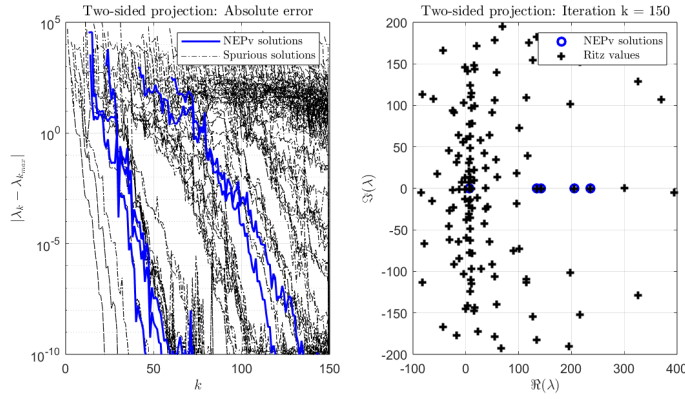 Two-sided projection: Absolute error
NEPv solutions
Spurious solutions
10^5
10^0
10^-5
10^-10
|λ_k − λ_{k_max}|
0 50 100 150
k
Two-sided projection: Iteration k = 150
NEPv solutions
Ritz values
200
150
100
50
0
-50
-100
-150
-200
ℑ(λ)
-100 0 100 200 300 400
ℜ(λ)